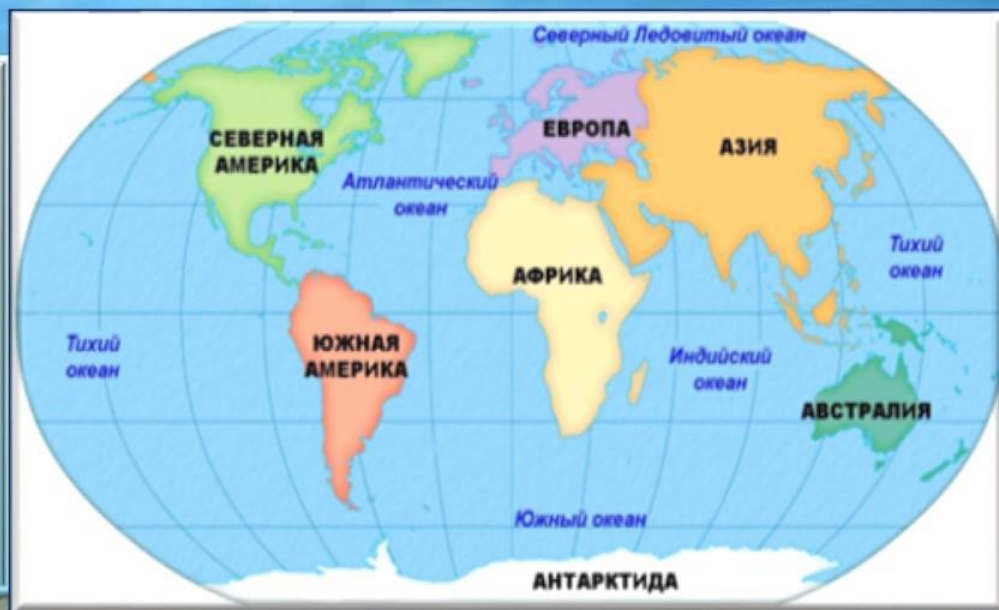 Северный Ледовитый океан
СЕВЕРНАЯ
АМЕРИКА
ЕВРОПА
АЗИЯ
Атлантический
океан
Тихий
океан
АФРИКА
Тихий
океан
ЮЖНАЯ
АМЕРИКА
Индийский
океан
АВСТРАЛИЯ
Южный океан
АНТАРКТИДА